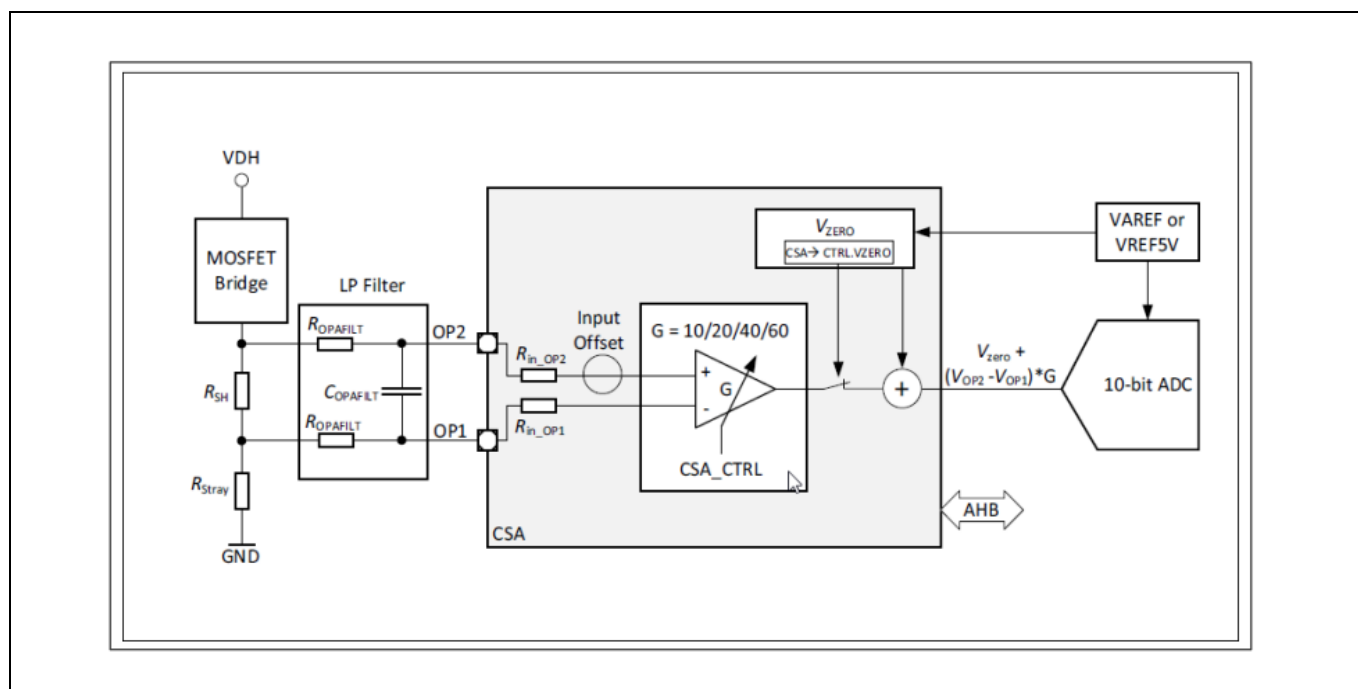 VDH
MOSFET
Bridge
LP Filter
R_OPAFILT
R_SH
C_OPAFILT
R_OPAFILT
R_Stray
GND
OP2
OP1
R_in_OP2
R_in_OP1
Input
Offset
G = 10/20/40/60
+
G
-
CSA_CTRL
V_ZERO
CSA→ CTRL.VZERO
+
CSA
AHB
VAREF or
VREF5V
V_zero +
(V_OP2 -V_OP1)*G
10-bit ADC